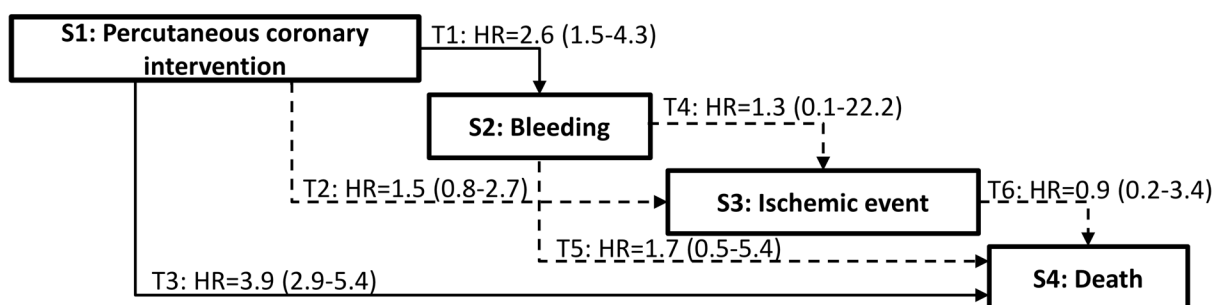 S1: Percutaneous coronary
intervention
T1: HR=2.6 (1.5-4.3)
S2: Bleeding
T4: HR=1.3 (0.1-22.2)
T2: HR=1.5 (0.8-2.7)
S3: Ischemic event
T6: HR=0.9 (0.2-3.4)
T5: HR=1.7 (0.5-5.4)
T3: HR=3.9 (2.9-5.4)
S4: Death